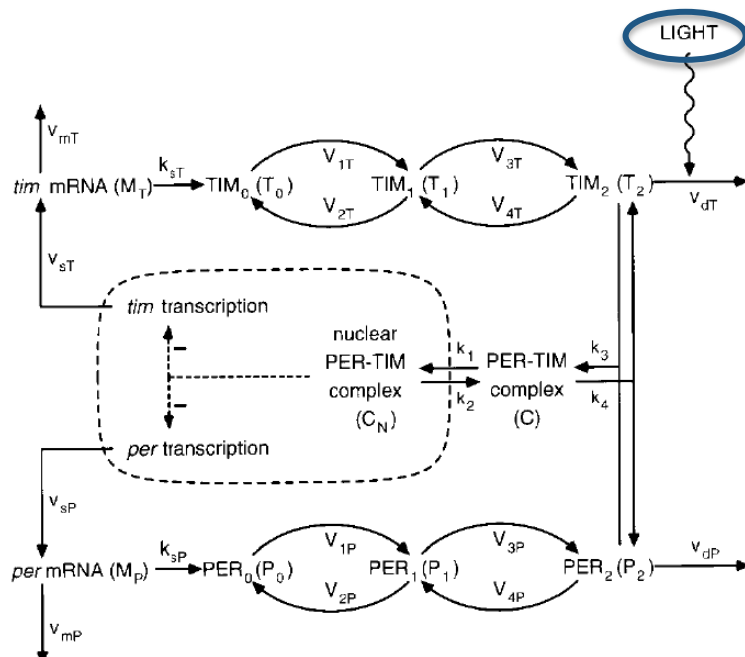 LIGHT
v_mT
tim mRNA (M_T)
k_sT
TIM_0 (T_0)
V_1T
V_2T
TIM_1 (T_1)
V_3T
V_4T
TIM_2 (T_2)
v_dT
v_sT
tim transcription
nuclear
PER-TIM
complex
(C_N)
k_1
k_2
PER-TIM
complex
(C)
k_3
k_4
per transcription
v_sP
per mRNA (M_P)
k_sP
PER_0 (P_0)
V_1P
V_2P
PER_1 (P_1)
V_3P
V_4P
PER_2 (P_2)
v_dP
v_mP